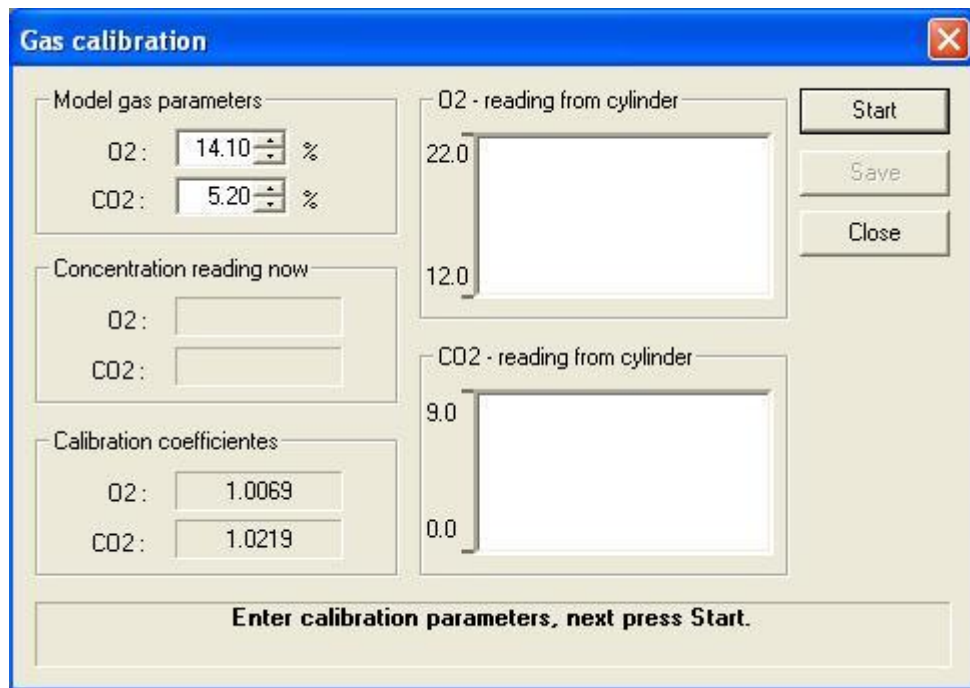 Gas calibration
Model gas parameters
O2: 14.10 %
CO2: 5.20 %
Concentration reading now
O2:
CO2:
Calibration coefficientes
O2: 1.0069
CO2: 1.0219
O2 - reading from cylinder
22.0
12.0
CO2 - reading from cylinder
9.0
0.0
Start
Save
Close
Enter calibration parameters, next press Start.